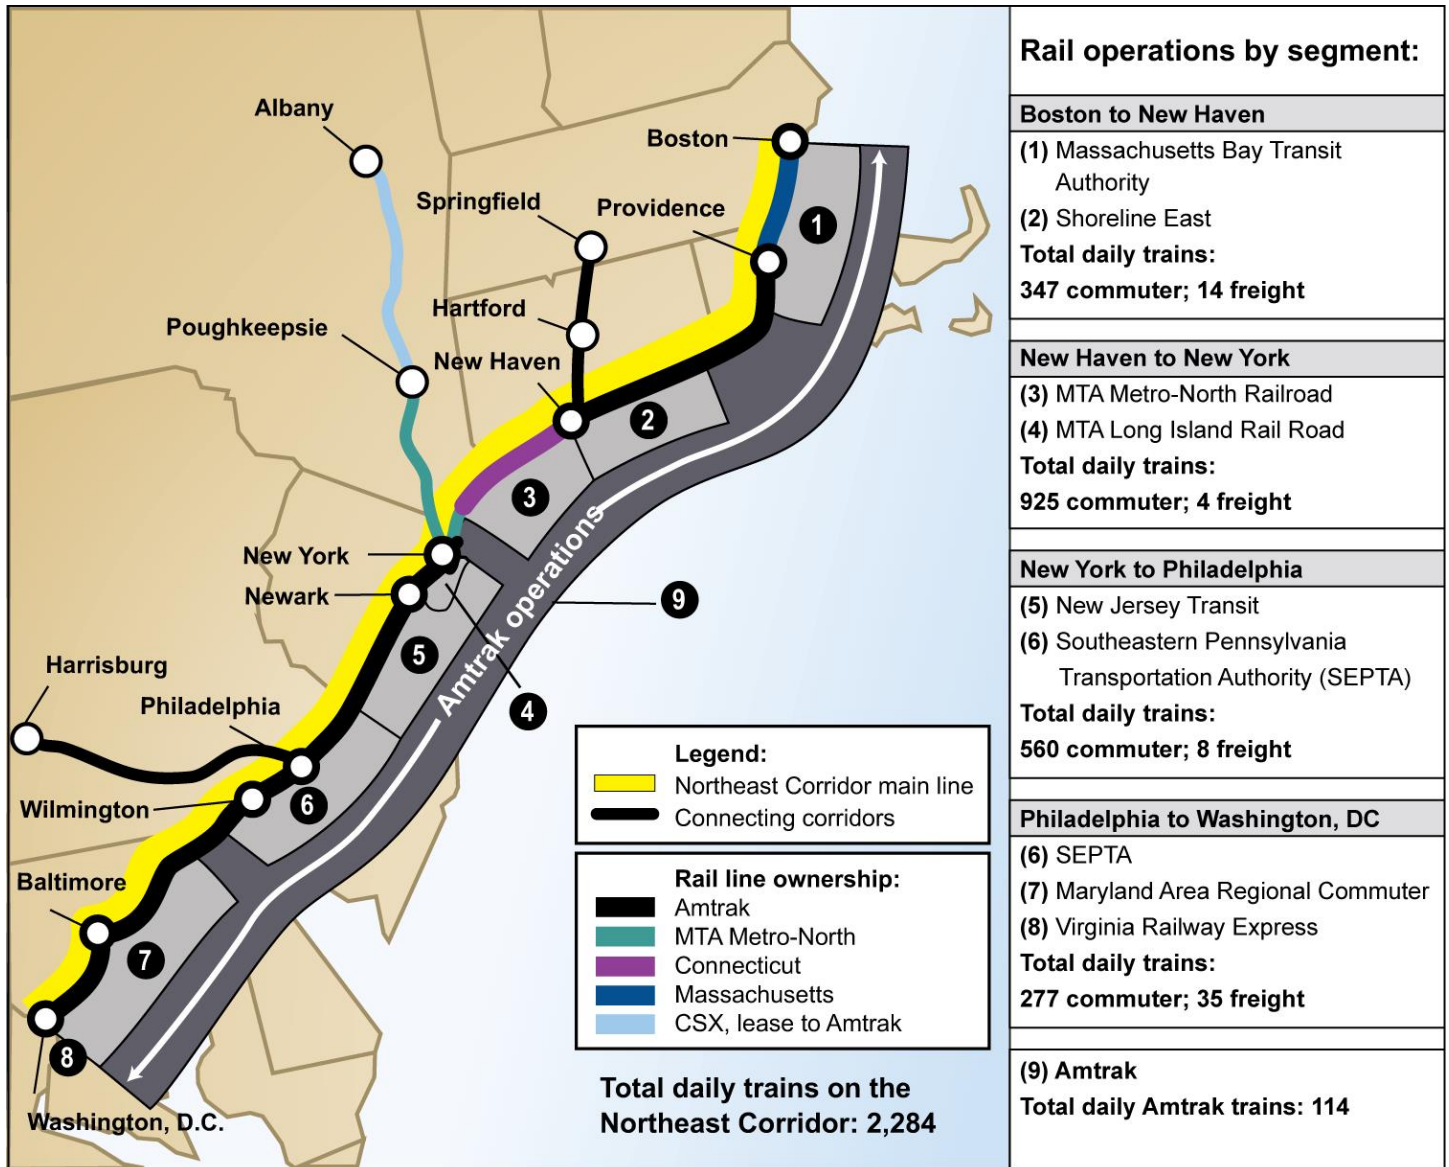 Albany
Boston
Springfield
Providence
1
Hartford
Poughkeepsie
New Haven
2
3
New York
Newark
Amtrak operations
9
5
4
Harrisburg
Philadelphia
Wilmington
6
Baltimore
7
8
Washington, D.C.
Legend:
Northeast Corridor main line
Connecting corridors
Rail line ownership:
Amtrak
MTA Metro-North
Connecticut
Massachusetts
CSX, lease to Amtrak
Total daily trains on the
Northeast Corridor: 2,284
Rail operations by segment:
Boston to New Haven
(1) Massachusetts Bay Transit
Authority
(2) Shoreline East
Total daily trains:
347 commuter; 14 freight
New Haven to New York
(3) MTA Metro-North Railroad
(4) MTA Long Island Rail Road
Total daily trains:
925 commuter; 4 freight
New York to Philadelphia
(5) New Jersey Transit
(6) Southeastern Pennsylvania
Transportation Authority (SEPTA)
Total daily trains:
560 commuter; 8 freight
Philadelphia to Washington, DC
(6) SEPTA
(7) Maryland Area Regional Commuter
(8) Virginia Railway Express
Total daily trains:
277 commuter; 35 freight
(9) Amtrak
Total daily Amtrak trains: 114